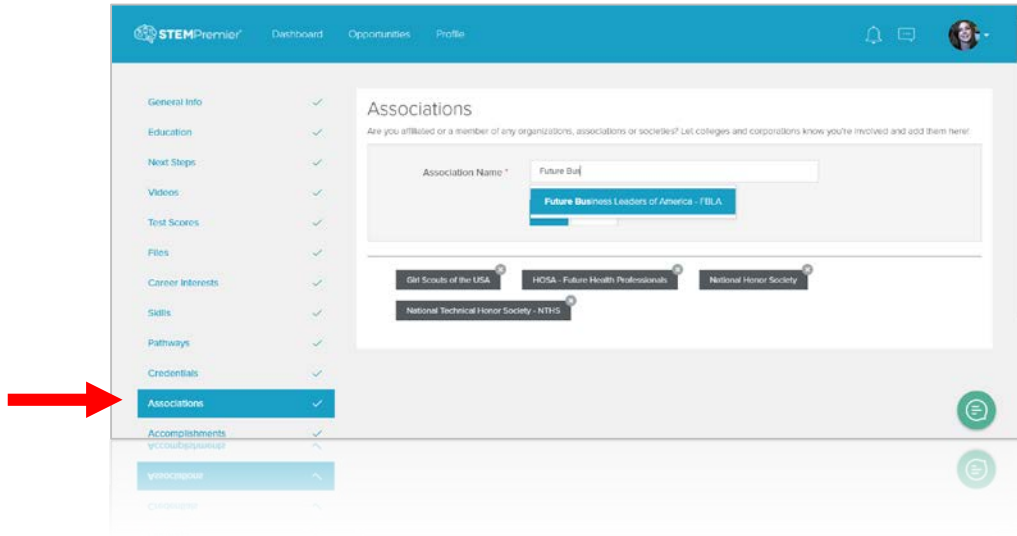 STEMPremier Dashboard Opportunities Profile
General Info
Education
Next Steps
Videos
Test Scores
Files
Career Interests
Skills
Pathways
Credentials
Associations
Accomplishments
Associations
Are you affiliated or a member of any organizations, associations or societies? Let colleges and corporations know you're involved and add them here!
Association Name *
Future Bus
Future Business Leaders of America - FBLA
Girl Scouts of the USA
HOSA - Future Health Professionals
National Honor Society
National Technical Honor Society - NTHS